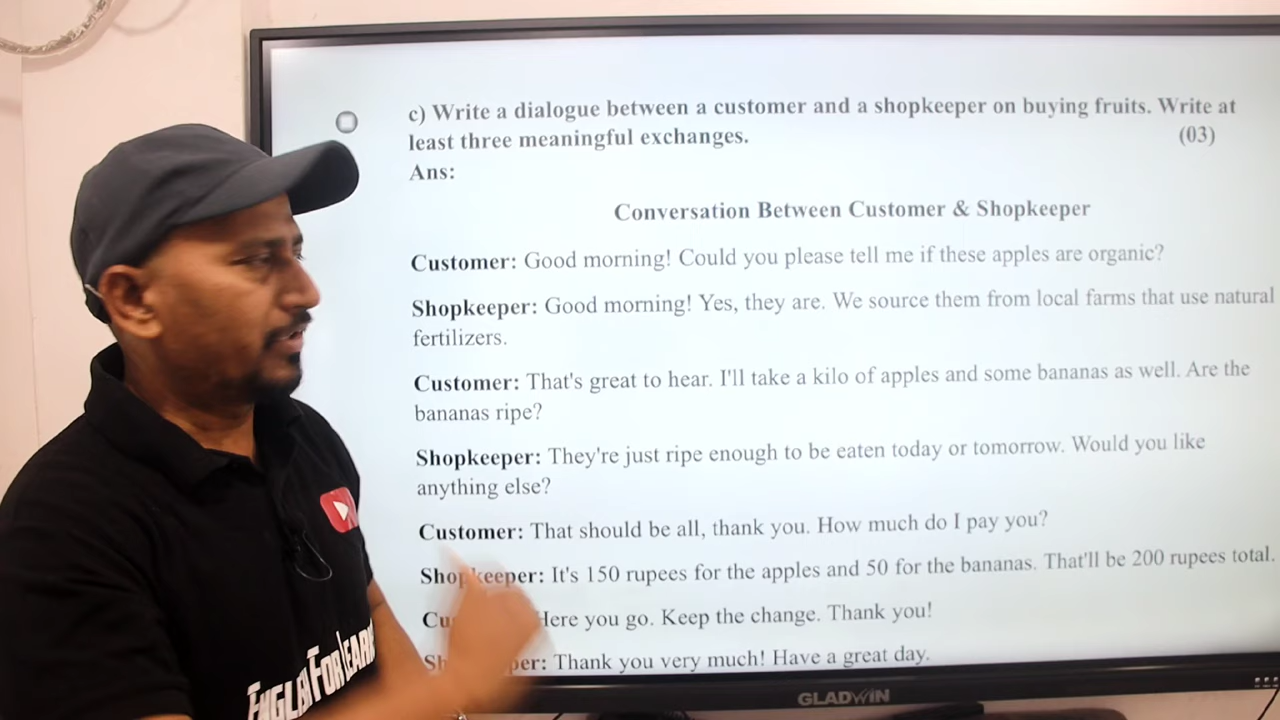 c) Write a dialogue between a customer and a shopkeeper on buying fruits. Write at
least three meaningful exchanges. (03)
Ans:
Conversation Between Customer & Shopkeeper
Customer: Good morning! Could you please tell me if these apples are organic?
Shopkeeper: Good morning! Yes, they are. We source them from local farms that use natural
fertilizers.
Customer: That's great to hear. I'll take a kilo of apples and some bananas as well. Are the
bananas ripe?
Shopkeeper: They're just ripe enough to be eaten today or tomorrow. Would you like
anything else?
Customer: That should be all, thank you. How much do I pay you?
Shopkeeper: It's 150 rupees for the apples and 50 for the bananas. That'll be 200 rupees total.
Here you go. Keep the change. Thank you!
Thank you very much! Have a great day.
GLADWIN
ENGLISH FOR LEARN